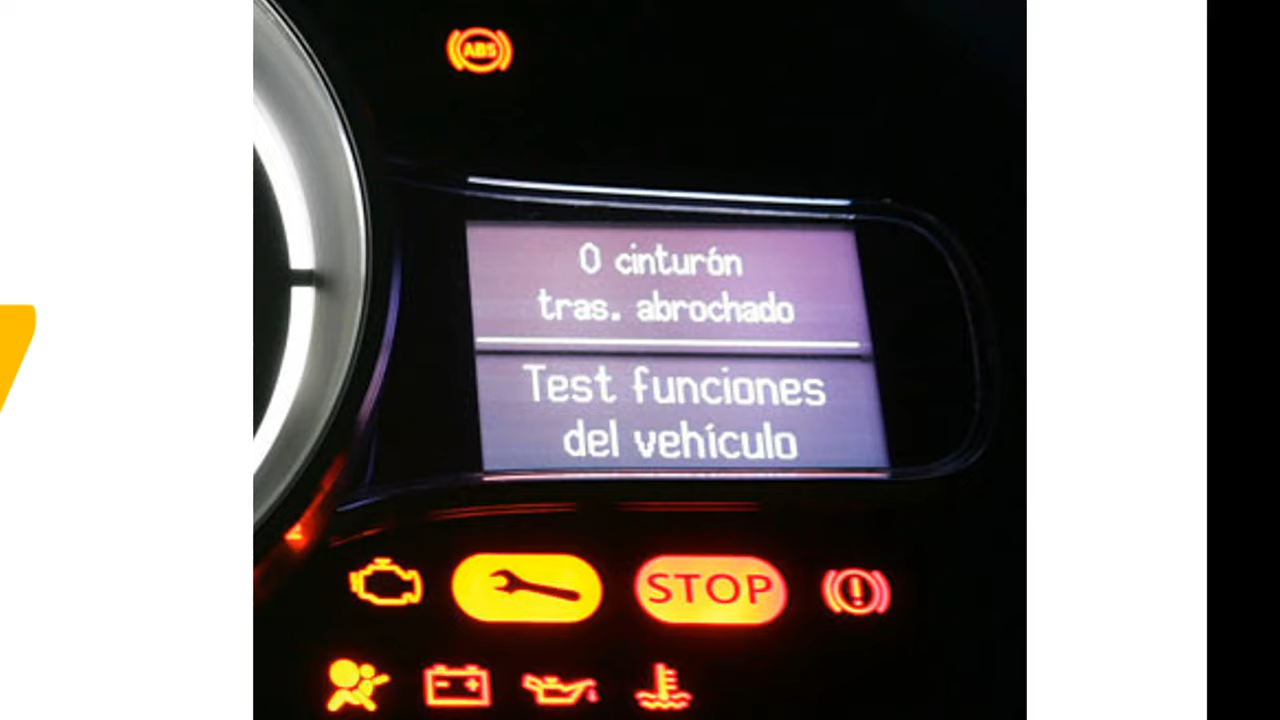 ABS
0 cinturón
tras. abrochado
Test funciones
del vehículo
STOP